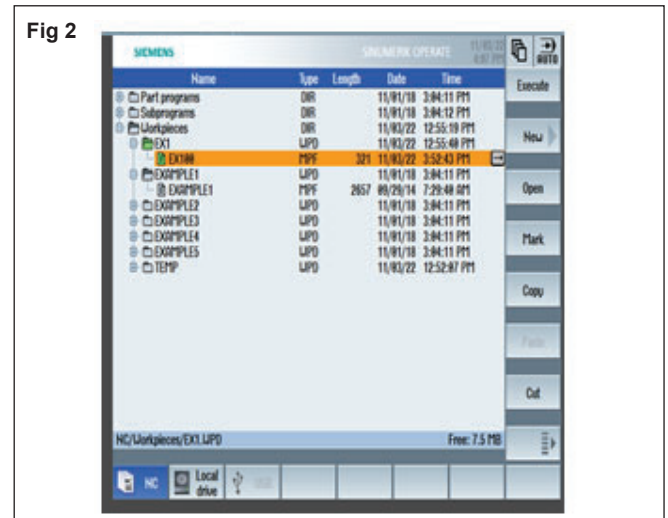 Fig 2
SIEMENS SINUMERIK OPERATE 11/03/22
AUTO
Name Type Length Date Time
Execute
Part programs DIR 11/01/18 3:04:11 PM
Subprograms DIR 11/01/18 3:04:12 PM
Workpieces DIR 11/03/22 12:55:19 PM
New
EX1 WPD 11/03/22 12:55:40 PM
EX100 MPF 321 11/03/22 3:52:43 PM
EXAMPLE1 WPD 11/01/18 3:04:11 PM
EXAMPLE1 MPF 2657 09/29/14 7:29:40 AM
Open
EXAMPLE2 WPD 11/01/18 3:04:11 PM
EXAMPLE3 WPD 11/01/18 3:04:11 PM
EXAMPLE4 WPD 11/01/18 3:04:11 PM
Mark
EXAMPLE5 WPD 11/01/18 3:04:11 PM
TEMP WPD 11/03/22 12:52:07 PM
Copy
Paste
Cut
NC/Workpieces/EX1.WPD Free: 7.5 MB
NC Local drive USB